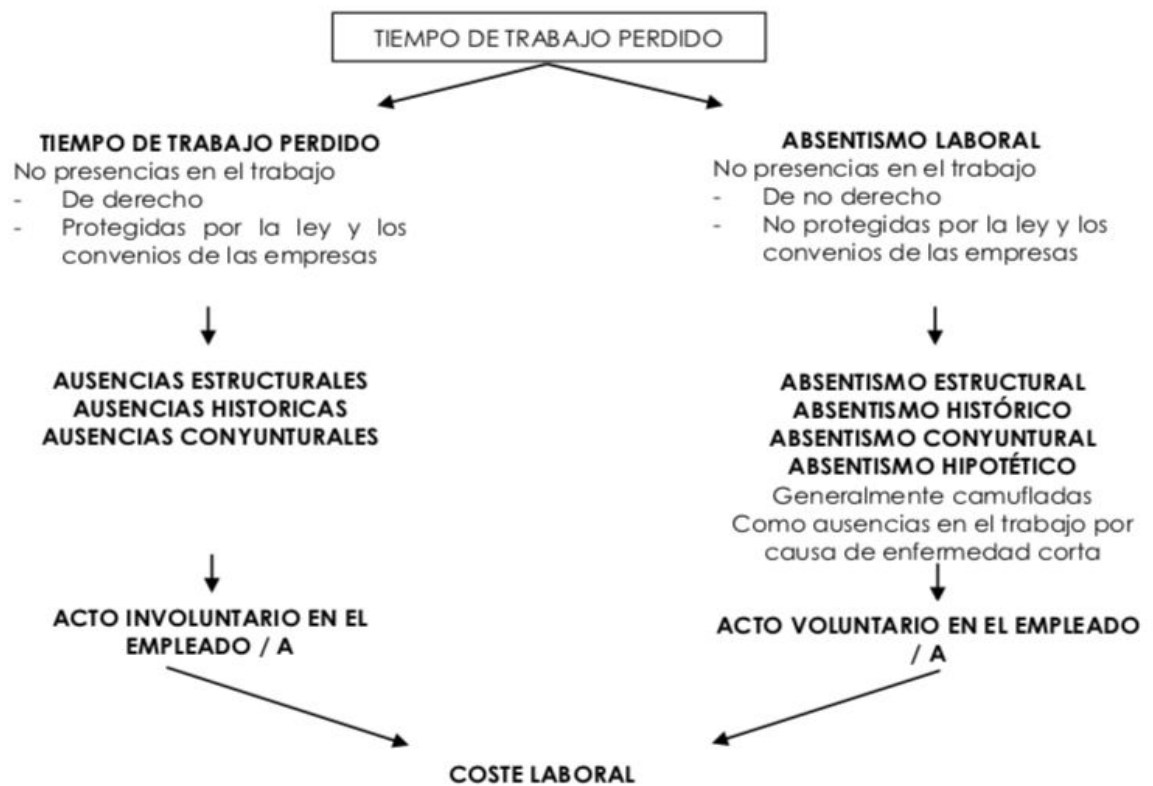 TIEMPO DE TRABAJO PERDIDO
TIEMPO DE TRABAJO PERDIDO
No presencias en el trabajo
- De derecho
- Protegidas por la ley y los
convenios de las empresas
AUSENCIAS ESTRUCTURALES
AUSENCIAS HISTORICAS
AUSENCIAS CONYUNTURALES
ACTO INVOLUNTARIO EN EL
EMPLEADO / A
ABSENTISMO LABORAL
No presencias en el trabajo
- De no derecho
- No protegidas por la ley y los
convenios de las empresas
ABSENTISMO ESTRUCTURAL
ABSENTISMO HISTÓRICO
ABSENTISMO CONYUNTURAL
ABSENTISMO HIPOTÉTICO
Generalmente camufladas
Como ausencias en el trabajo por
causa de enfermedad corta
ACTO VOLUNTARIO EN EL EMPLEADO
/ A
COSTE LABORAL